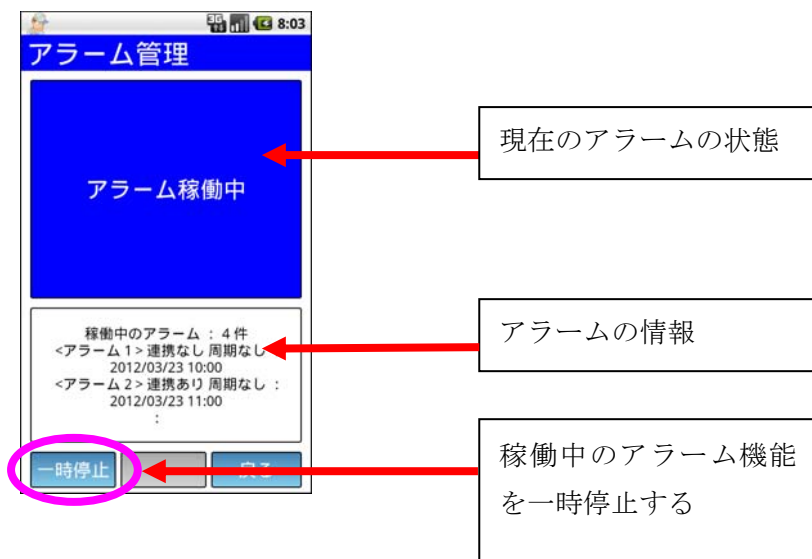 8:03
アラーム管理
アラーム稼働中
稼働中のアラーム : 4件
<アラーム1>連携なし 周期なし
2012/03/23 10:00
<アラーム2>連携あり 周期なし :
2012/03/23 11:00
:
一時停止
戻る
現在のアラームの状態
アラームの情報
稼働中のアラーム機能
を一時停止する